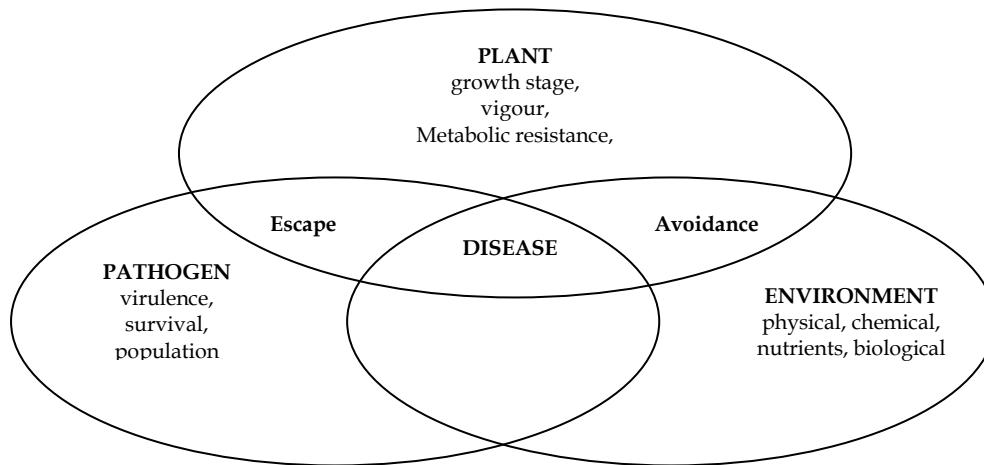 PLANT
growth stage,
vigour,
Metabolic resistance,
Escape
Avoidance
DISEASE
PATHOGEN
virulence,
survival,
population
ENVIRONMENT
physical, chemical,
nutrients, biological